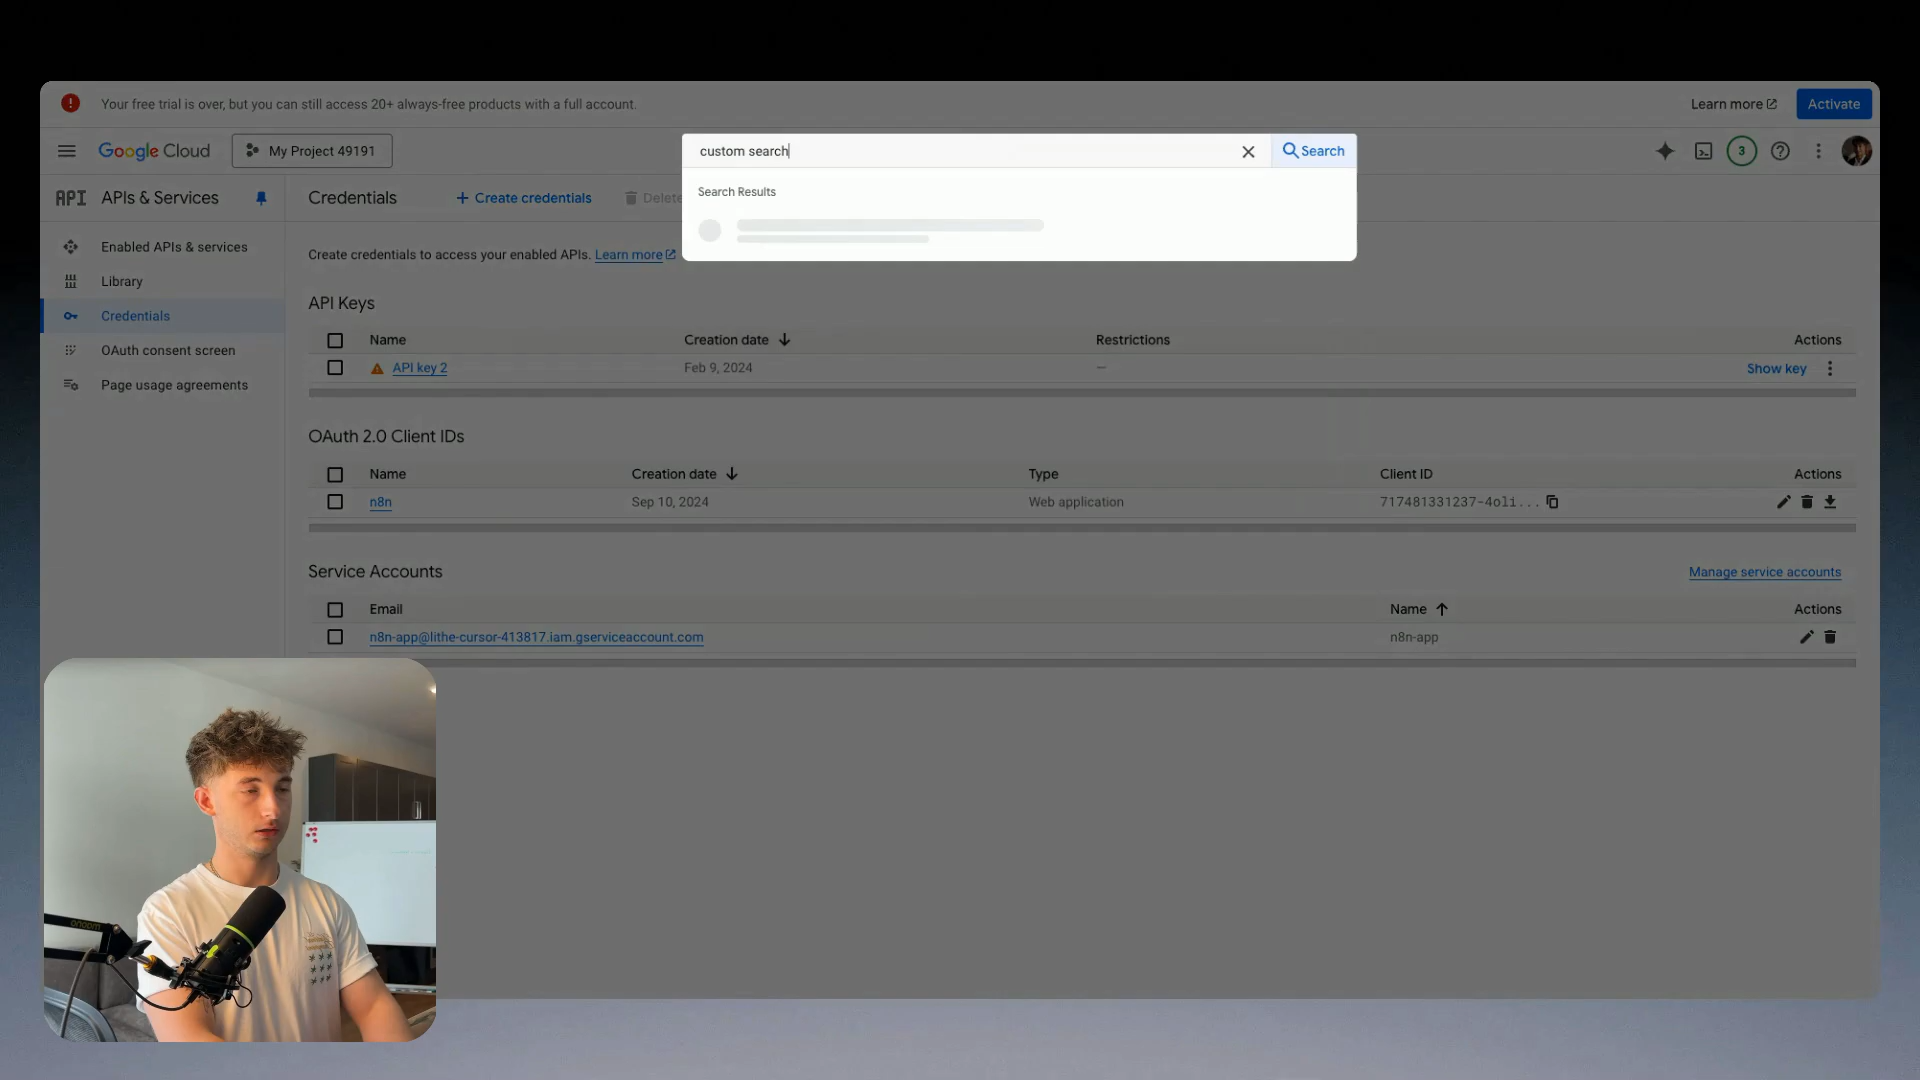 Your free trial is over, but you can still access 20+ always-free products with a full account.
Learn more
Activate
Google Cloud
My Project 49191
custom search
Search
3
Search Results
API
APIs & Services
Credentials
Create credentials
Delete
Enabled APIs & services
Library
Credentials
OAuth consent screen
Page usage agreements
Create credentials to access your enabled APIs. Learn more
API Keys
Name
Creation date
Restrictions
Actions
API key 2
Feb 9, 2024
—
Show key
OAuth 2.0 Client IDs
Name
Creation date
Type
Client ID
Actions
n8n
Sep 10, 2024
Web application
717481331237-4oli...
Service Accounts
Manage service accounts
Email
Name
Actions
n8n-app@lithe-cursor-413817.iam.gserviceaccount.com
n8n-app